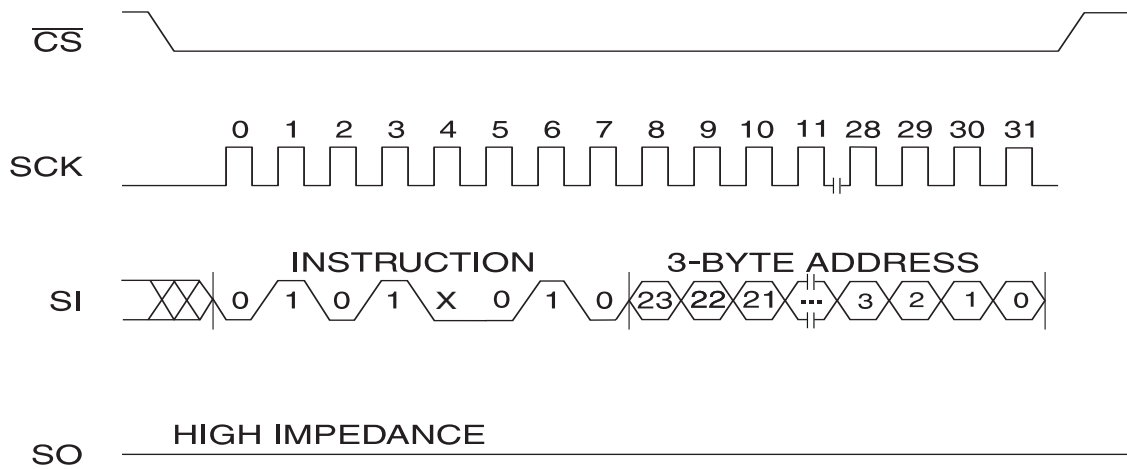 CS
SCK 0 1 2 3 4 5 6 7 8 9 10 11 28 29 30 31
INSTRUCTION 3-BYTE ADDRESS
SI 0 1 0 1 X 0 1 0 23 22 21 ... 3 2 1 0
HIGH IMPEDANCE
SO